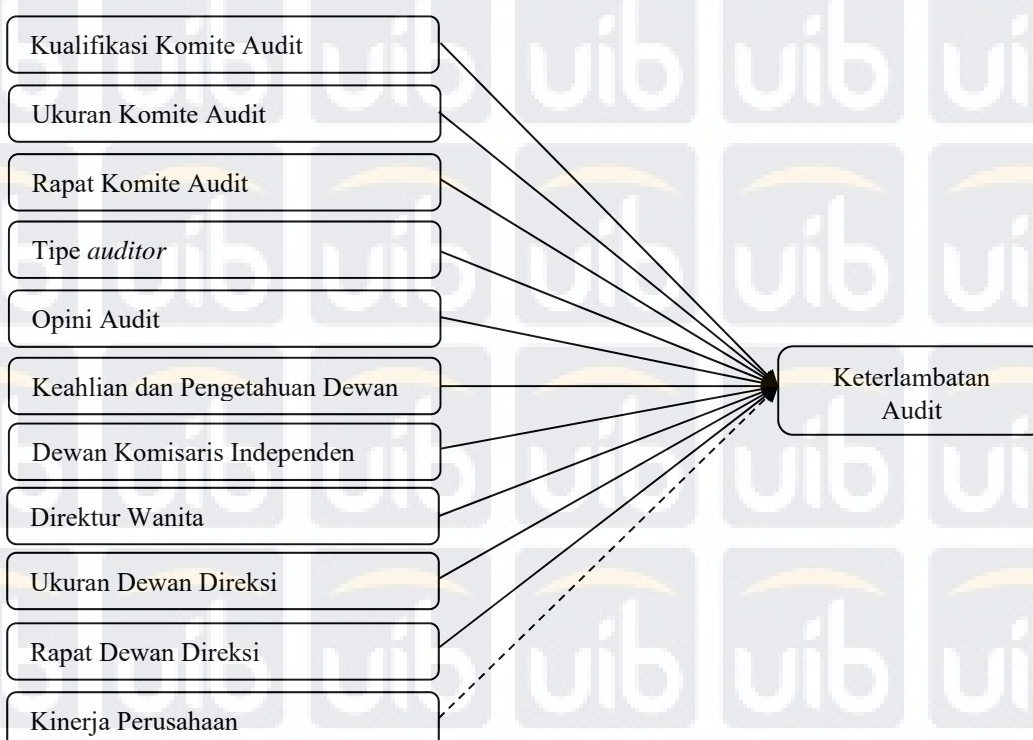 Kualifikasi Komite Audit
Ukuran Komite Audit
Rapat Komite Audit
Tipe auditor
Opini Audit
Keahlian dan Pengetahuan Dewan
Dewan Komisaris Independen
Direktur Wanita
Ukuran Dewan Direksi
Rapat Dewan Direksi
Kinerja Perusahaan
Keterlambatan
Audit